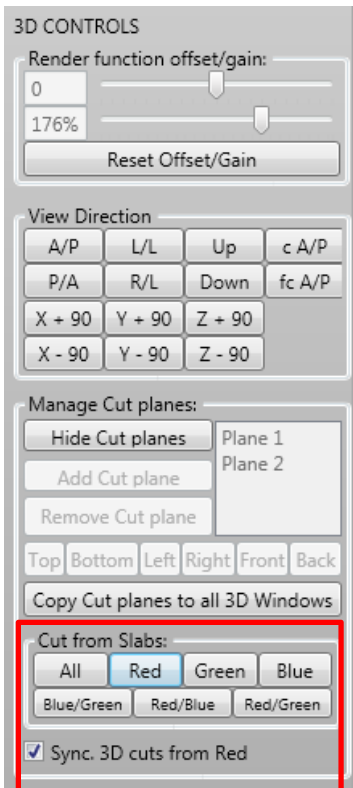 3D CONTROLS
Render function offset/gain:
0
176%
Reset Offset/Gain
View Direction
A/P L/L Up c A/P
P/A R/L Down fc A/P
X + 90 Y + 90 Z + 90
X - 90 Y - 90 Z - 90
Manage Cut planes:
Hide Cut planes Plane 1
Add Cut plane Plane 2
Remove Cut plane
Top Bottom Left Right Front Back
Copy Cut planes to all 3D Windows
Cut from Slabs:
All Red Green Blue
Blue/Green Red/Blue Red/Green
Sync. 3D cuts from Red